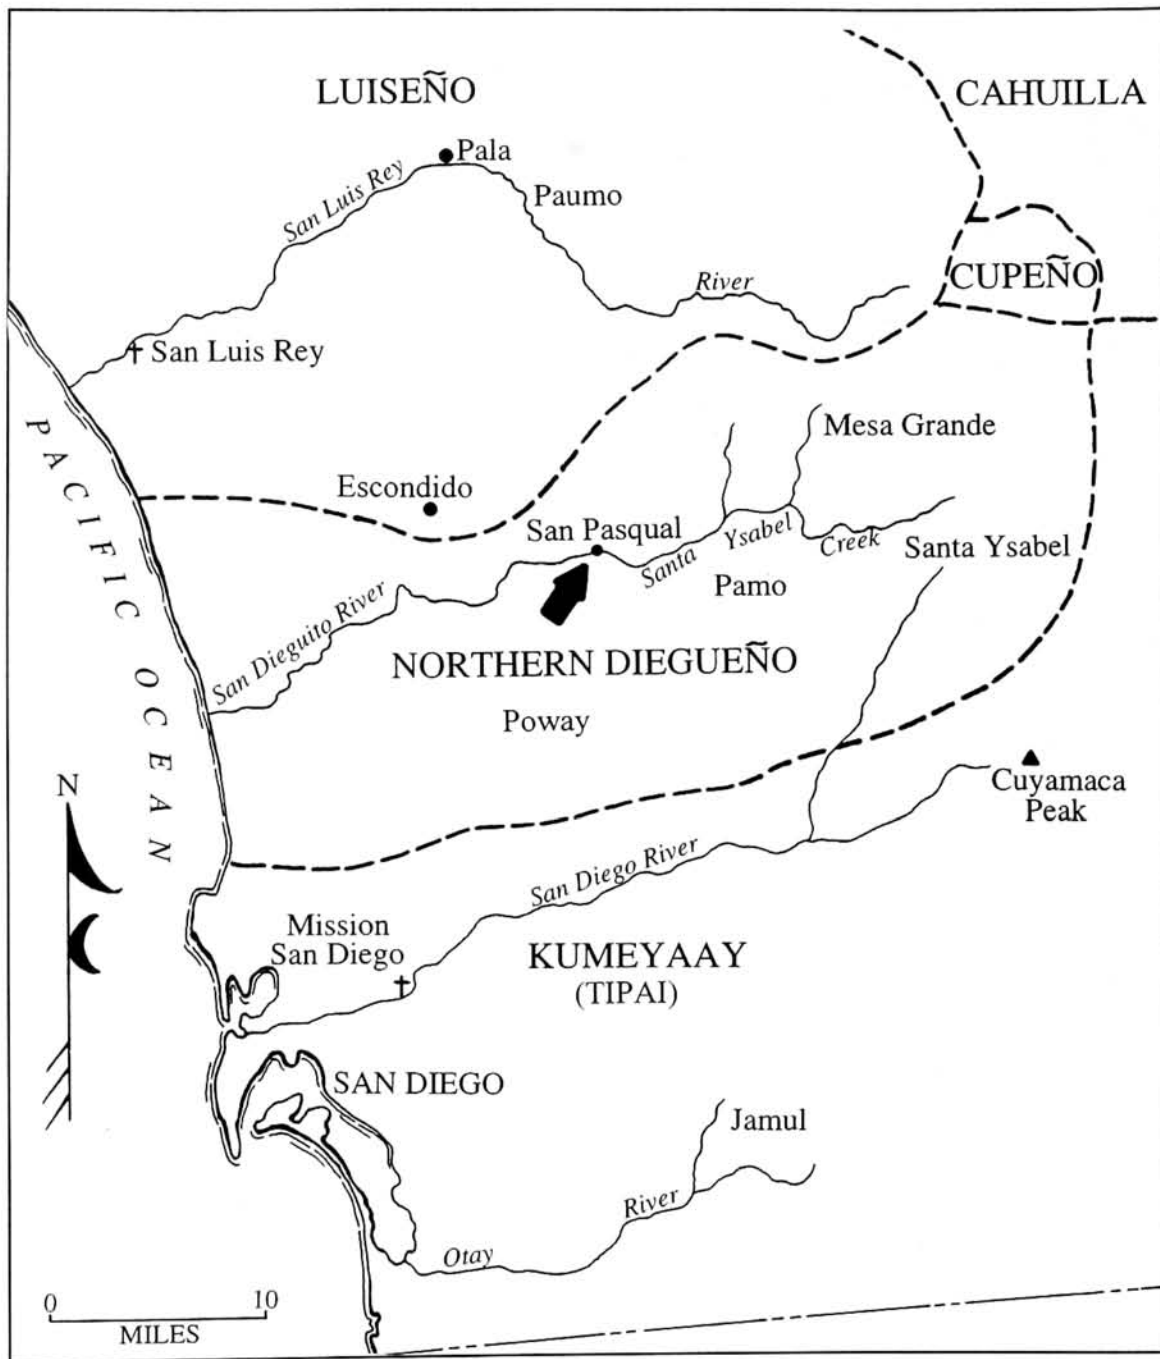 LUISEÑO
CAHUILLA
Pala
San Luis Rey
Paumo
CUPEÑO
River
San Luis Rey
Mesa Grande
PACIFIC OCEAN
Escondido
San Pasqual
Santa Ysabel Creek
Santa Ysabel
Pamo
San Dieguito River
NORTHERN DIEGUEÑO
Poway
N
Cuyamaca
Peak
San Diego River
Mission
San Diego
KUMEYAAY
(TIPAI)
SAN DIEGO
Jamul
River
Otay
0 10
MILES